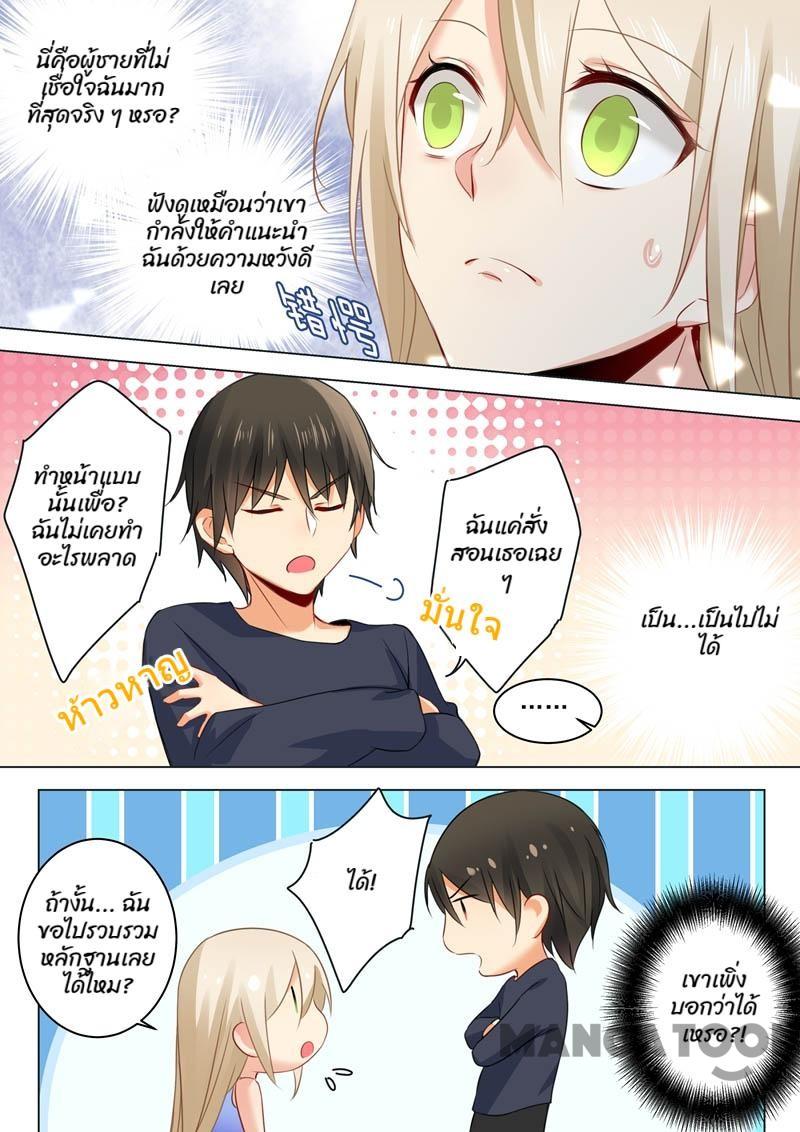 นี่คือผู้ชายที่ไม่
เชื่อใจฉันมาก
ที่สุดจริง ๆ หรอ?
ฟังดูเหมือนว่าเขา
กำลังให้คำแนะนำ
ฉันด้วยความหวังดี
เลย
错愕
ทำหน้าแบบ
นั้นเพื่อ?
ฉันไม่เคยทำ
อะไรพลาด
ฉันแค่สั่ง
สอนเธอเฉย
ๆ
มั่นใจ
ห้าวหาญ
เป็น...เป็นไปไม่
ได้
......
ถ้างั้น... ฉัน
ขอไปรวบรวม
หลักฐานเลย
ได้ไหม?
ได้!
เขาเพิ่ง
บอกว่าได้
เหรอ?!
MANGATOON